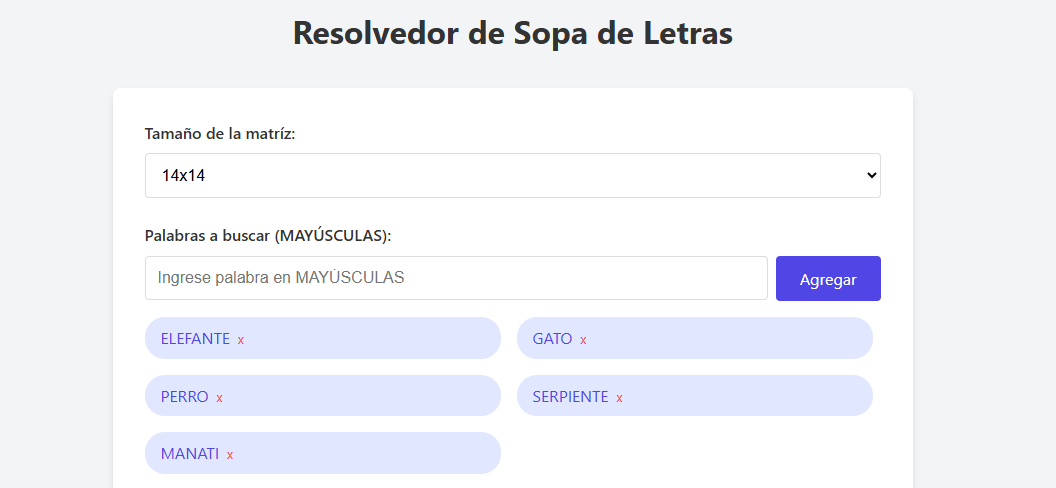 Resolvedor de Sopa de Letras
Tamaño de la matríz:
14x14
Palabras a buscar (MAYÚSCULAS):
Ingrese palabra en MAYÚSCULAS
Agregar
ELEFANTE x
GATO x
PERRO x
SERPIENTE x
MANATI x